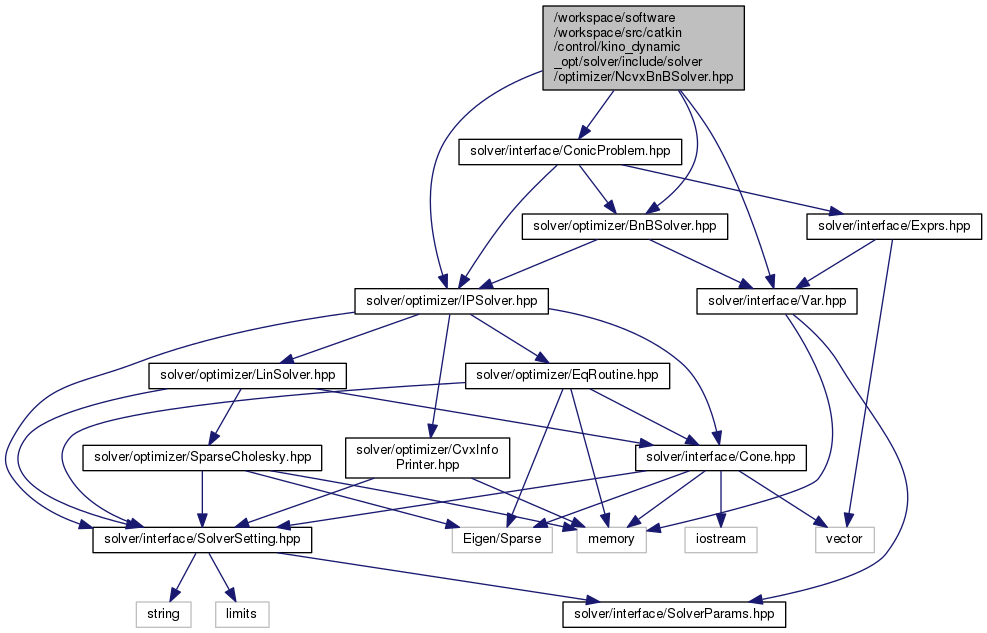 /workspace/software
/workspace/src/catkin
/control/kino_dynamic
_opt/solver/include/solver
/optimizer/NcvxBnBSolver.hpp
solver/interface/ConicProblem.hpp
solver/optimizer/BnBSolver.hpp
solver/interface/Exprs.hpp
solver/optimizer/IPSolver.hpp
solver/interface/Var.hpp
solver/optimizer/LinSolver.hpp
solver/optimizer/EqRoutine.hpp
solver/optimizer/SparseCholesky.hpp
solver/optimizer/CvxInfo
Printer.hpp
solver/interface/Cone.hpp
solver/interface/SolverSetting.hpp
Eigen/Sparse
memory
iostream
vector
string
limits
solver/interface/SolverParams.hpp